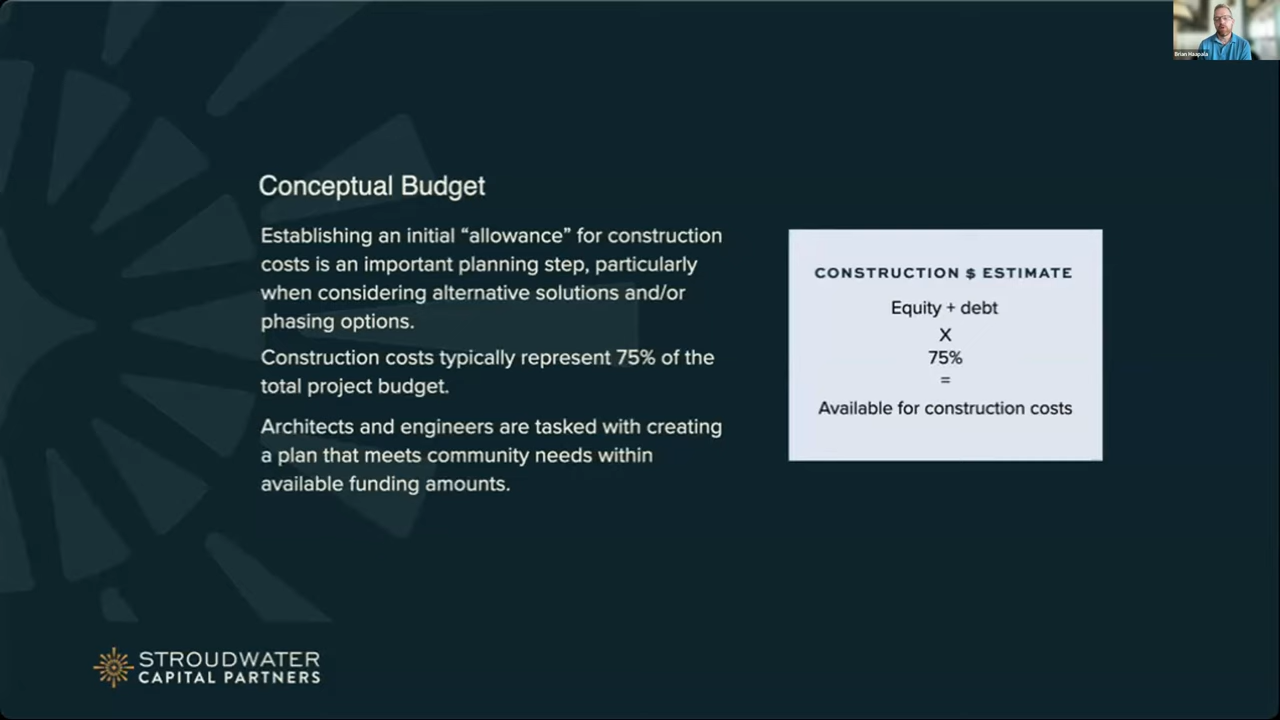 Brian Haapala
Conceptual Budget
Establishing an initial “allowance” for construction
costs is an important planning step, particularly
when considering alternative solutions and/or
phasing options.
Construction costs typically represent 75% of the
total project budget.
Architects and engineers are tasked with creating
a plan that meets community needs within
available funding amounts.
CONSTRUCTION $ ESTIMATE
Equity + debt
X
75%
=
Available for construction costs
STROUDWATER
CAPITAL PARTNERS